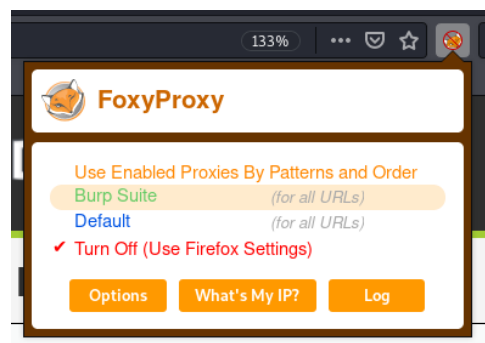 133%
FoxyProxy
Use Enabled Proxies By Patterns and Order
Burp Suite (for all URLs)
Default (for all URLs)
✔ Turn Off (Use Firefox Settings)
Options What's My IP? Log